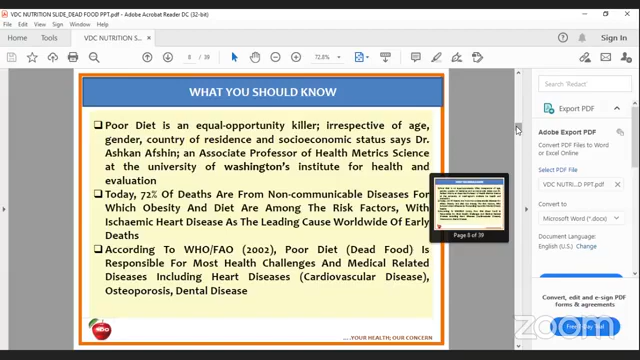 VDC NUTRITION SLIDE_DEAD FOOD PPT.pdf - Adobe Acrobat Reader DC (32-bit)
File Edit View Sign Window Help
Home Tools VDC NUTRITION SL... × Sign In
8 / 39 72.8%
WHAT YOU SHOULD KNOW
Poor Diet is an equal-opportunity killer; irrespective of age,
gender, country of residence and socioeconomic status says Dr.
Ashkan Afshin; an Associate Professor of Health Metrics Science
at the university of washington's institute for health and
evaluation
Today, 72% of Deaths Are From Non-communicable Diseases For
Which Obesity And Diet Are Among The Risk Factors, With
With Ischaemic Heart Disease As The Leading Cause Worldwide Of Early
Deaths
According To WHO/FAO (2002), Poor Diet (Dead Food) Is
Responsible For Most Health Challenges And Medical Related
Diseases Including Heart Diseases (Cardiovascular Disease),
Osteoporosis, Dental Disease
....YOUR HEALTH; OUR CONCERN
Page 8 of 39
Search 'Redact'
Export PDF
Adobe Export PDF
Convert PDF Files to Word
or Excel Online
Select PDF File
VDC NUTRITI...D PPT.pdf ×
Convert to
Microsoft Word (*.docx)
Document Language:
English (U.S.) Change
Convert, edit and e-sign PDF
forms & agreements
Free 7-Day Trial
zoom